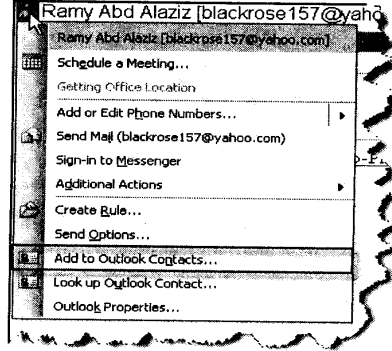 Ramy Abd Alaziz [blackrose157@yaho
Ramy Abd Alaziz [blackrose157@yahoo.com]
Schedule a Meeting...
Getting Office Location
Add or Edit Phone Numbers...
Send Mail (blackrose157@yahoo.com)
Sign-in to Messenger
Additional Actions
Create Rule...
Send Options...
Add to Outlook Contacts...
Look up Outlook Contact...
Outlook Properties...